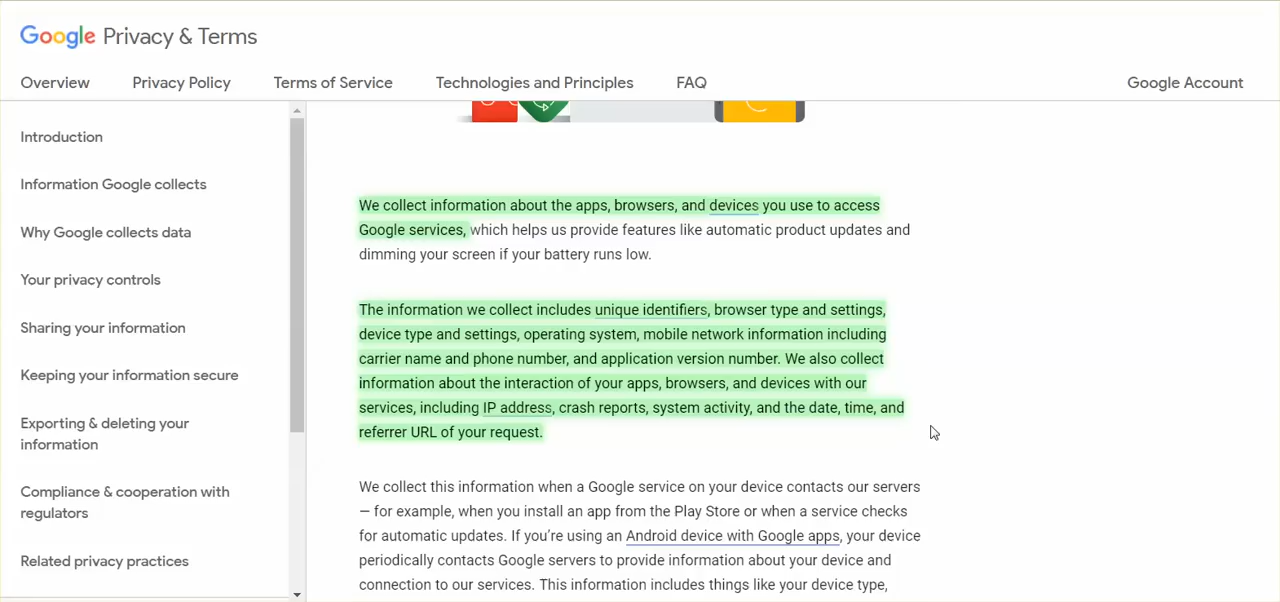 Google Privacy & Terms
Overview Privacy Policy Terms of Service Technologies and Principles FAQ Google Account
Introduction
Information Google collects
Why Google collects data
Your privacy controls
Sharing your information
Keeping your information secure
Exporting & deleting your
information
Compliance & cooperation with
regulators
Related privacy practices
We collect information about the apps, browsers, and devices you use to access
Google services, which helps us provide features like automatic product updates and
dimming your screen if your battery runs low.
The information we collect includes unique identifiers, browser type and settings,
device type and settings, operating system, mobile network information including
carrier name and phone number, and application version number. We also collect
information about the interaction of your apps, browsers, and devices with our
services, including IP address, crash reports, system activity, and the date, time, and
referrer URL of your request.
We collect this information when a Google service on your device contacts our servers
— for example, when you install an app from the Play Store or when a service checks
for automatic updates. If you’re using an Android device with Google apps, your device
periodically contacts Google servers to provide information about your device and
connection to our services. This information includes things like your device type,